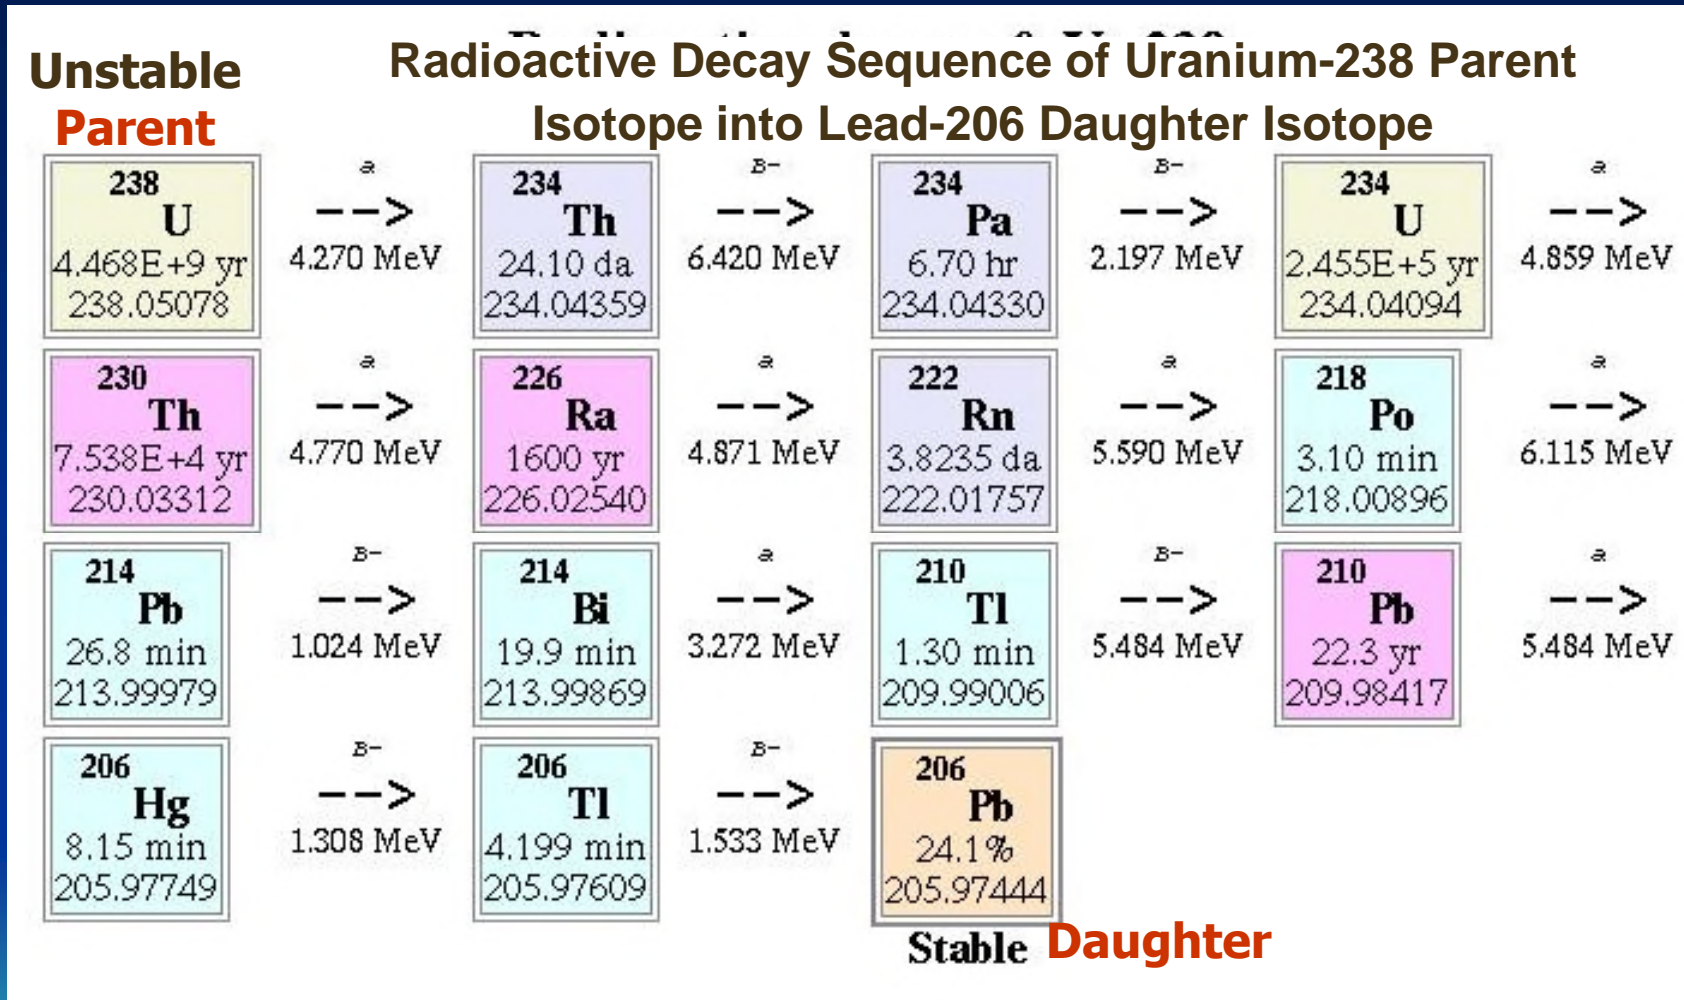 Unstable
Parent
Radioactive Decay Sequence of Uranium-238 Parent
Isotope into Lead-206 Daughter Isotope
238 U 4.468E+9 yr 238.05078
a --> 4.270 MeV
234 Th 24.10 da 234.04359
B- --> 6.420 MeV
234 Pa 6.70 hr 234.04330
B- --> 2.197 MeV
234 U 2.455E+5 yr 234.04094
a --> 4.859 MeV
230 Th 7.538E+4 yr 230.03312
a --> 4.770 MeV
226 Ra 1600 yr 226.02540
a --> 4.871 MeV
222 Rn 3.8235 da 222.01757
a --> 5.590 MeV
218 Po 3.10 min 218.00896
a --> 6.115 MeV
214 Pb 26.8 min 213.99979
B- --> 1.024 MeV
214 Bi 19.9 min 213.99869
a --> 3.272 MeV
210 Tl 1.30 min 209.99006
B- --> 5.484 MeV
210 Pb 22.3 yr 209.98417
a --> 5.484 MeV
206 Hg 8.15 min 205.97749
B- --> 1.308 MeV
206 Tl 4.199 min 205.97609
B- --> 1.533 MeV
206 Pb 24.1% 205.97444
Stable Daughter